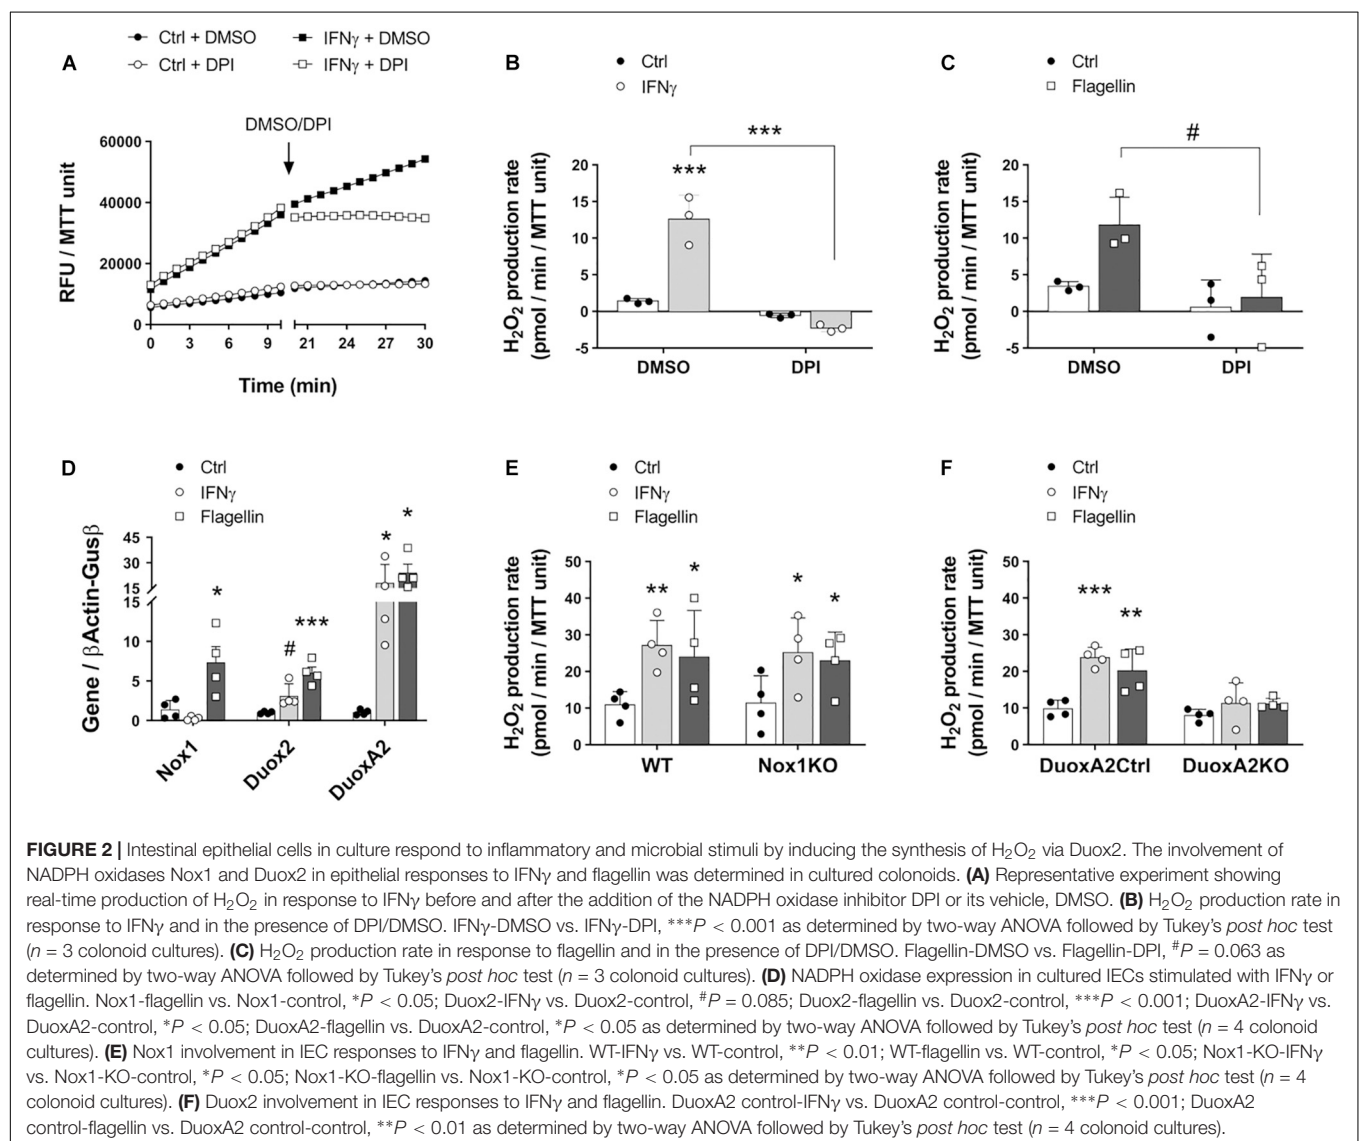 Ctrl + DMSO
IFNγ + DMSO
Ctrl + DPI
IFNγ + DPI
A
DMSO/DPI
RFU / MTT unit
60000
40000
20000
0
0 3 6 9 21 24 27 30
Time (min)
B
Ctrl
IFNγ
***
***
H2O2 production rate
(pmol / min / MTT unit)
20
15
10
5
0
-5
DMSO DPI
C
Ctrl
Flagellin
#
H2O2 production rate
(pmol / min / MTT unit)
20
15
10
5
0
-5
DMSO DPI
D
Ctrl
IFNγ
Flagellin
Gene / βActin-Gusβ
45
30
15
15
10
5
0
*
#
***
*
*
Nox1 Duox2 DuoxA2
E
Ctrl
IFNγ
Flagellin
H2O2 production rate
(pmol / min / MTT unit)
50
40
30
20
10
0
**
*
*
*
WT Nox1KO
F
Ctrl
IFNγ
Flagellin
H2O2 production rate
(pmol / min / MTT unit)
50
40
30
20
10
0
***
**
DuoxA2Ctrl DuoxA2KO
FIGURE 2 | Intestinal epithelial cells in culture respond to inflammatory and microbial stimuli by inducing the synthesis of H2O2 via Duox2. The involvement of
NADPH oxidases Nox1 and Duox2 in epithelial responses to IFNγ and flagellin was determined in cultured colonoids. (A) Representative experiment showing
real-time production of H2O2 in response to IFNγ before and after the addition of the NADPH oxidase inhibitor DPI or its vehicle, DMSO. (B) H2O2 production rate in
response to IFNγ and in the presence of DPI/DMSO. IFNγ-DMSO vs. IFNγ-DPI, ***P < 0.001 as determined by two-way ANOVA followed by Tukey's post hoc test
(n = 3 colonoid cultures). (C) H2O2 production rate in response to flagellin and in the presence of DPI/DMSO. Flagellin-DMSO vs. Flagellin-DPI, #P = 0.063 as
determined by two-way ANOVA followed by Tukey's post hoc test (n = 3 colonoid cultures). (D) NADPH oxidase expression in cultured IECs stimulated with IFNγ or
flagellin. Nox1-flagellin vs. Nox1-control, *P < 0.05; Duox2-IFNγ vs. Duox2-control, #P = 0.085; Duox2-flagellin vs. Duox2-control, ***P < 0.001; DuoxA2-IFNγ vs.
DuoxA2-control, *P < 0.05; DuoxA2-flagellin vs. DuoxA2-control, *P < 0.05 as determined by two-way ANOVA followed by Tukey's post hoc test (n = 4 colonoid
cultures). (E) Nox1 involvement in IEC responses to IFNγ and flagellin. WT-IFNγ vs. WT-control, **P < 0.01; WT-flagellin vs. WT-control, *P < 0.05; Nox1-KO-IFNγ
vs. Nox1-KO-control, *P < 0.05; Nox1-KO-flagellin vs. Nox1-KO-control, *P < 0.05 as determined by two-way ANOVA followed by Tukey's post hoc test (n = 4
colonoid cultures). (F) Duox2 involvement in IEC responses to IFNγ and flagellin. DuoxA2 control-IFNγ vs. DuoxA2 control-control, ***P < 0.001; DuoxA2
control-flagellin vs. DuoxA2 control-control, **P < 0.01 as determined by two-way ANOVA followed by Tukey's post hoc test (n = 4 colonoid cultures).